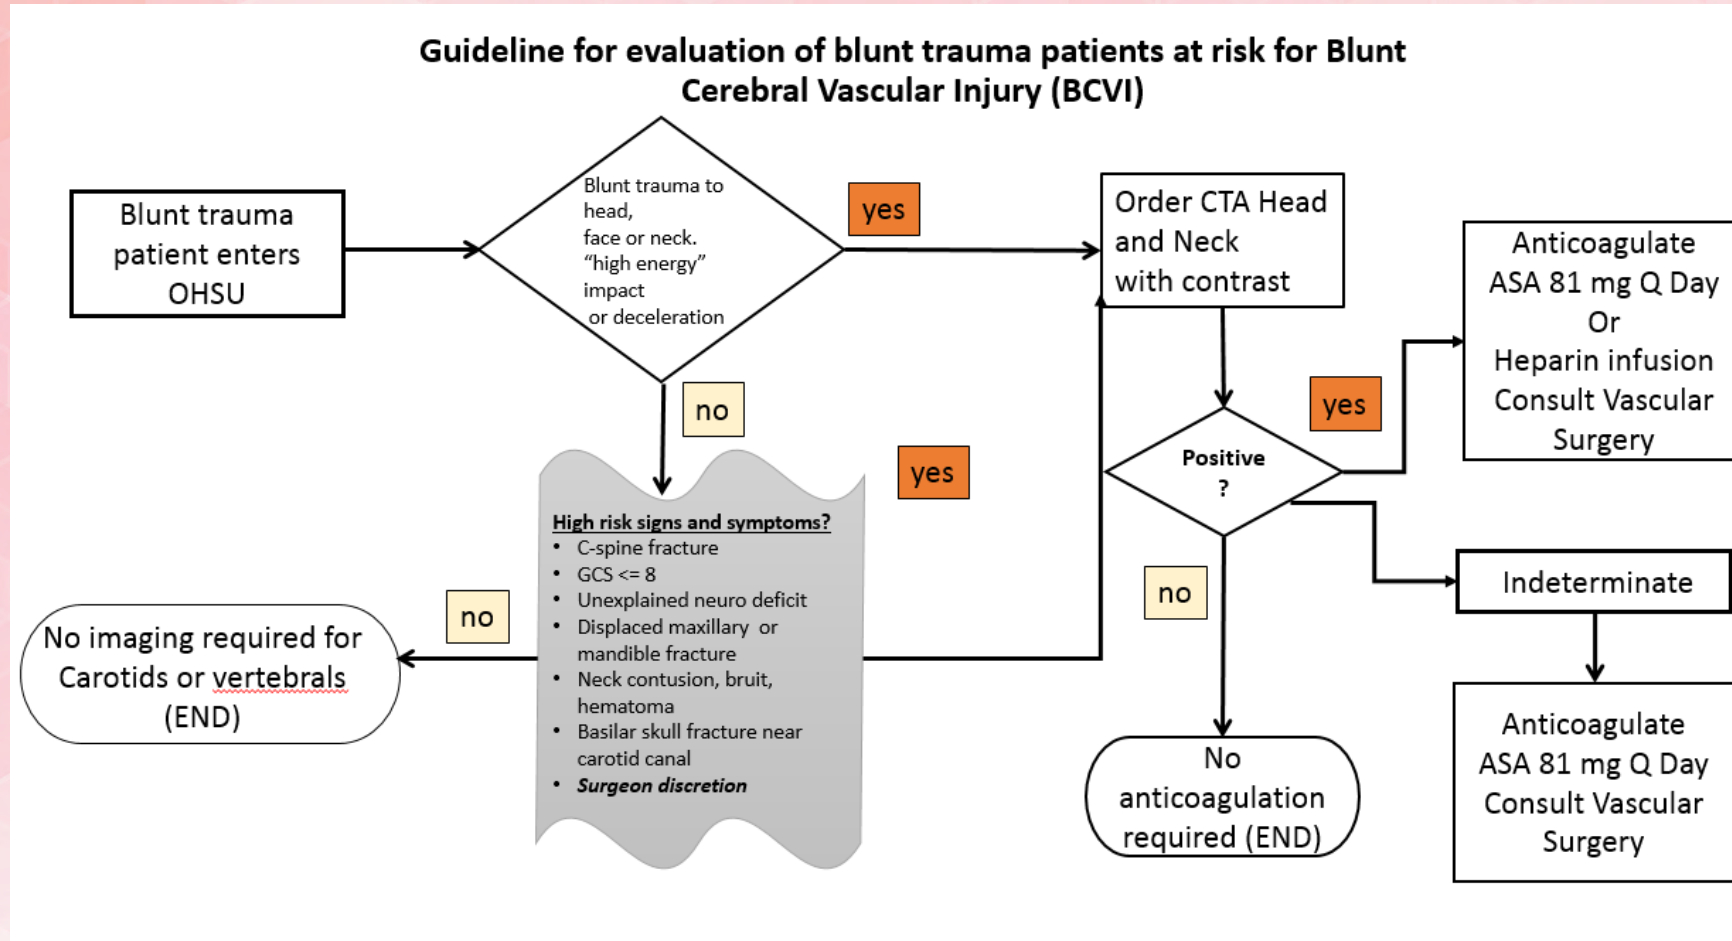 Guideline for evaluation of blunt trauma patients at risk for Blunt
Cerebral Vascular Injury (BCVI)
Blunt trauma
patient enters
OHSU
Blunt trauma to
head,
face or neck.
“high energy”
impact
or deceleration
yes
Order CTA Head
and Neck
with contrast
Anticoagulate
ASA 81 mg Q Day
Or
Heparin infusion
Consult Vascular
Surgery
no
yes
yes
Positive
?
High risk signs and symptoms?
• C-spine fracture
• GCS <= 8
• Unexplained neuro deficit
• Displaced maxillary or
mandible fracture
• Neck contusion, bruit,
hematoma
• Basilar skull fracture near
carotid canal
• Surgeon discretion
no
No imaging required for
Carotids or vertebrals
(END)
no
No
anticoagulation
required (END)
Indeterminate
Anticoagulate
ASA 81 mg Q Day
Consult Vascular
Surgery